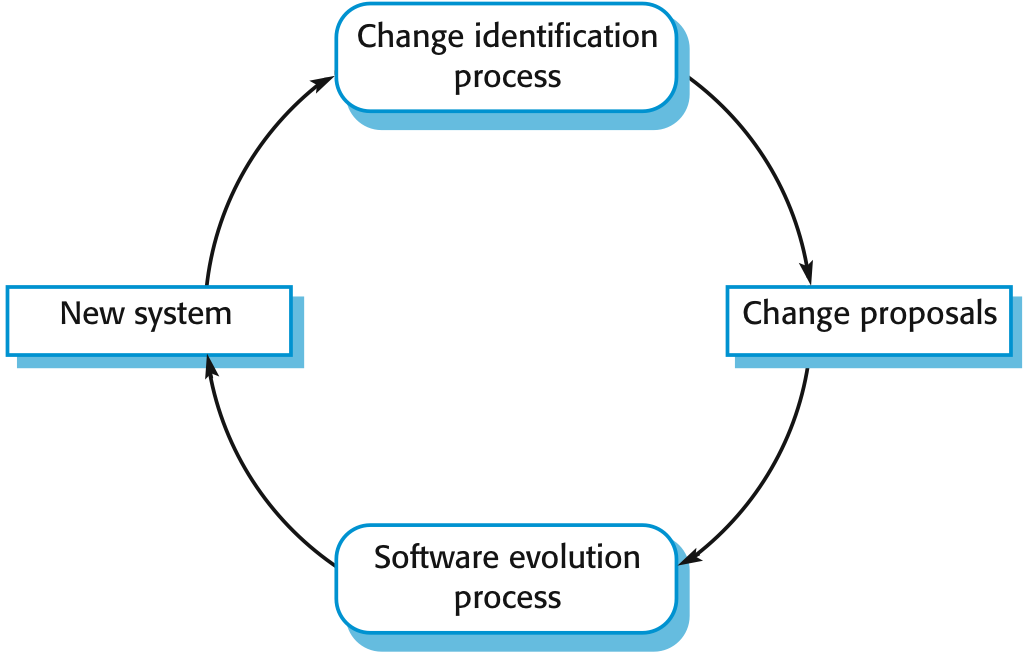 Change identification
process
New system
Change proposals
Software evolution
process